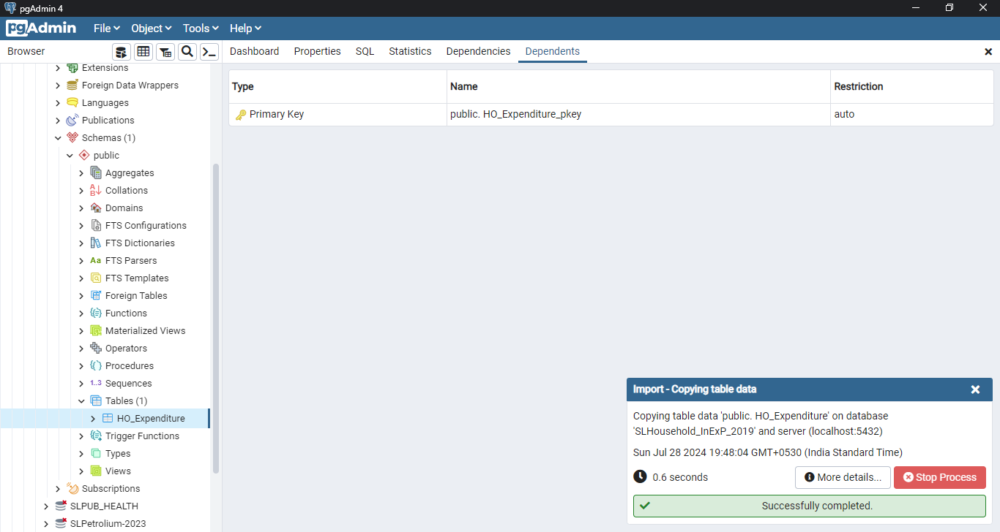 pgAdmin 4
pgAdmin File Object Tools Help
Browser Dashboard Properties SQL Statistics Dependencies Dependents
Extensions
Foreign Data Wrappers
Languages
Publications
Schemas (1)
public
Aggregates
Collations
Domains
FTS Configurations
FTS Dictionaries
Aa FTS Parsers
FTS Templates
Foreign Tables
Functions
Materialized Views
Operators
Procedures
1..3 Sequences
Tables (1)
HO_Expenditure
Trigger Functions
Types
Views
Subscriptions
SLPUB_HEALTH
SLPetrolium-2023
Type Name Restriction
Primary Key public. HO_Expenditure_pkey auto
Import - Copying table data
Copying table data 'public. HO_Expenditure' on database
'SLHousehold_InExP_2019' and server (localhost:5432)
Sun Jul 28 2024 19:48:04 GMT+0530 (India Standard Time)
0.6 seconds More details... Stop Process
Successfully completed.